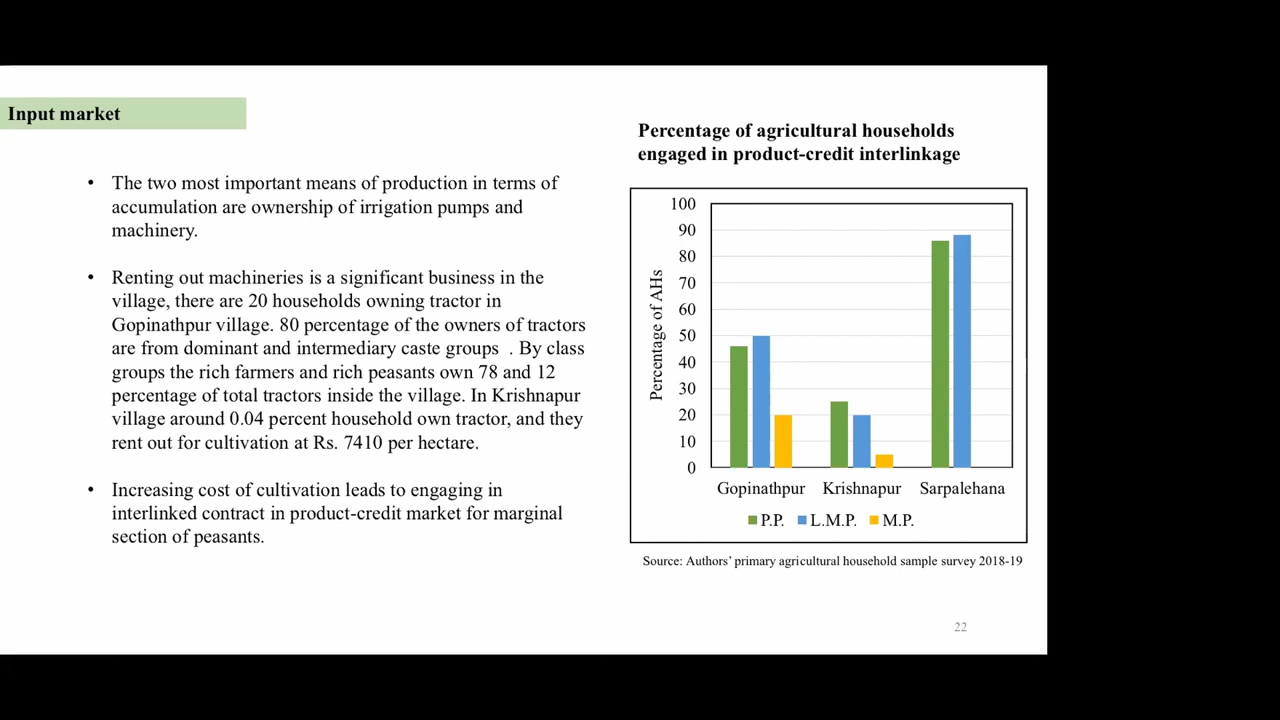 Input market
• The two most important means of production in terms of
accumulation are ownership of irrigation pumps and
machinery.
• Renting out machineries is a significant business in the
village, there are 20 households owning tractor in
Gopinathpur village. 80 percentage of the owners of tractors
are from dominant and intermediary caste groups . By class
groups the rich farmers and rich peasants own 78 and 12
percentage of total tractors inside the village. In Krishnapur
village around 0.04 percent household own tractor, and they
rent out for cultivation at Rs. 7410 per hectare.
• Increasing cost of cultivation leads to engaging in
interlinked contract in product-credit market for marginal
section of peasants.
Percentage of agricultural households
engaged in product-credit interlinkage
Percentage of AHs
100
90
80
70
60
50
40
30
20
10
0
Gopinathpur Krishnapur Sarpalehana
P.P. L.M.P. M.P.
Source: Authors' primary agricultural household sample survey 2018-19
22